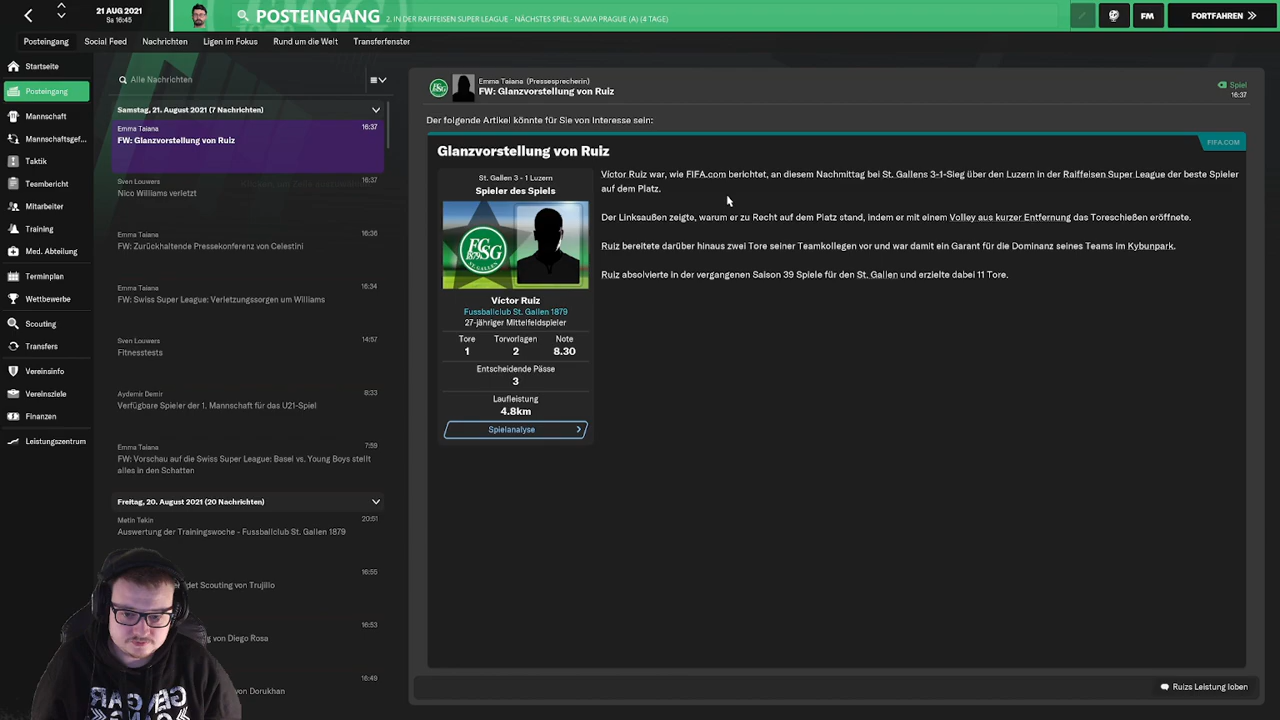 21 AUG 2021
Sa 16:45
POSTEINGANG
2. IN DER RAIFFEISEN SUPER LEAGUE - NÄCHSTES SPIEL: SLAVIA PRAGUE (A) (4 TAGE)
FM
FORTFAHREN
Posteingang
Social Feed
Nachrichten
Ligen im Fokus
Rund um die Welt
Transferfenster
Startseite
Posteingang
Mannschaft
Mannschaftsgef...
Taktik
Teambericht
Mitarbeiter
Training
Med. Abteilung
Terminplan
Wettbewerbe
Scouting
Transfers
Vereinsinfo
Vereinsziele
Finanzen
Leistungszentrum
Alle Nachrichten
Samstag, 21. August 2021 (7 Nachrichten)
Emma Taiana
16:37
FW: Glanzvorstellung von Ruiz
Sven Louwers
16:37
Nico Williams verletzt
Emma Taiana
16:36
FW: Zurückhaltende Pressekonferenz von Celestini
Emma Taiana
16:34
FW: Swiss Super League: Verletzungssorgen um Williams
Sven Louwers
14:57
Fitnesstests
Aydemir Demir
8:33
Verfügbare Spieler der 1. Mannschaft für das U21-Spiel
Emma Taiana
7:59
FW: Vorschau auf die Swiss Super League: Basel vs. Young Boys stellt
alles in den Schatten
Freitag, 20. August 2021 (20 Nachrichten)
Metin Tekin
20:51
Auswertung der Trainingswoche - Fussballclub St. Gallen 1879
16:55
det Scouting von Trujillo
16:53
von Diego Rosa
16:49
von Dorukhan
Emma Taiana (Pressesprecherin)
FW: Glanzvorstellung von Ruiz
Spiel
16:37
Der folgende Artikel könnte für Sie von Interesse sein:
FIFA.COM
Glanzvorstellung von Ruiz
St. Gallen 3 - 1 Luzern
Spieler des Spiels
FCSG
1879
ST.GALLEN
Víctor Ruiz
Fussballclub St. Gallen 1879
27-jähriger Mittelfeldspieler
Tore
Torvorlagen
Note
1
2
8.30
Entscheidende Pässe
3
Laufleistung
4.8km
Spielanalyse
Víctor Ruiz war, wie FIFA.com berichtet, an diesem Nachmittag bei St. Gallens 3-1-Sieg über den Luzern in der Raiffeisen Super League der beste Spieler
auf dem Platz.
Der Linksaußen zeigte, warum er zu Recht auf dem Platz stand, indem er mit einem Volley aus kurzer Entfernung das Toreschießen eröffnete.
Ruiz bereitete darüber hinaus zwei Tore seiner Teamkollegen vor und war damit ein Garant für die Dominanz seines Teams im Kybunpark.
Ruiz absolvierte in der vergangenen Saison 39 Spiele für den St. Gallen und erzielte dabei 11 Tore.
Ruizs Leistung loben